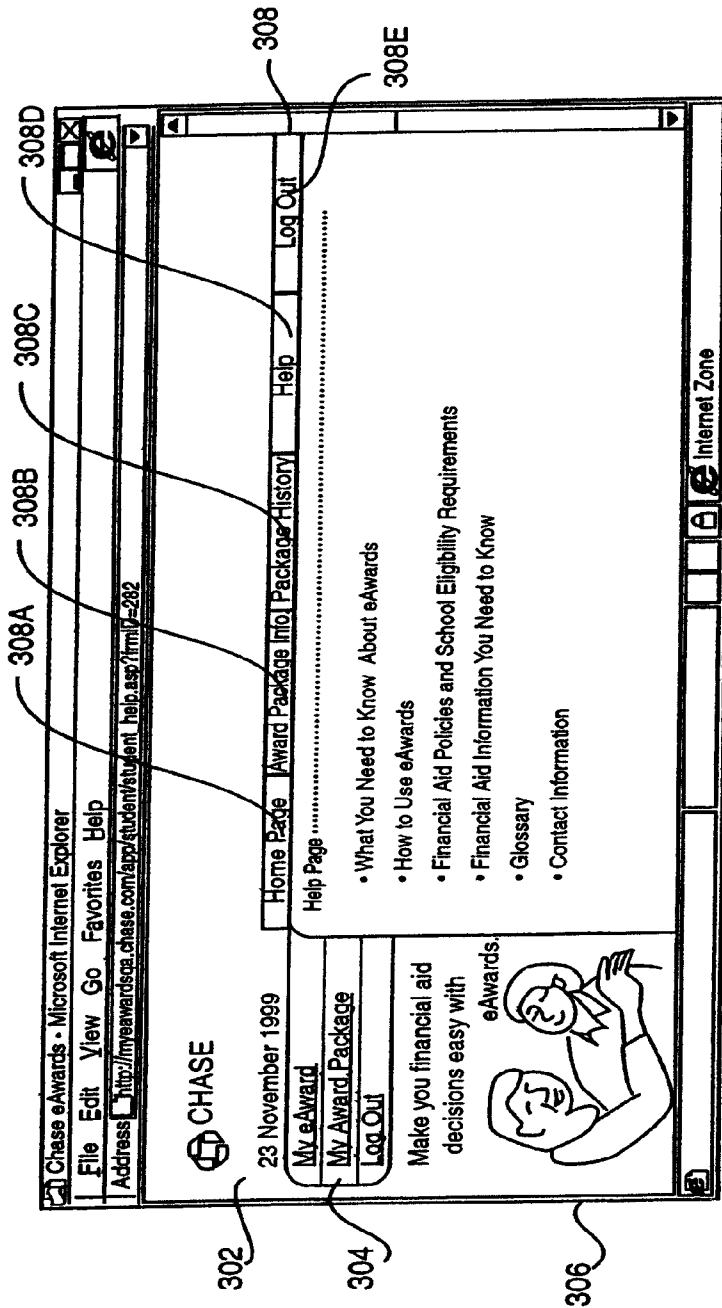 Chase eAwards • Microsoft Internet Explorer
File Edit View Go Favorites Help
Address http://myeawardsqa.chase.com/app/student/student_help.asp?frmID=282
CHASE
23 November 1999
Home Page Award Package Info. Package History Help Log Out
My eAward
My Award Package
Log Out
Help Page
• What You Need to Know About eAwards
• How to Use eAwards
• Financial Aid Policies and School Eligibility Requirements
• Financial Aid Information You Need to Know
• Glossary
• Contact Information
Make you financial aid
decisions easy with
eAwards.
Internet Zone
302
304
306
308A
308B
308C
308D
308
308E